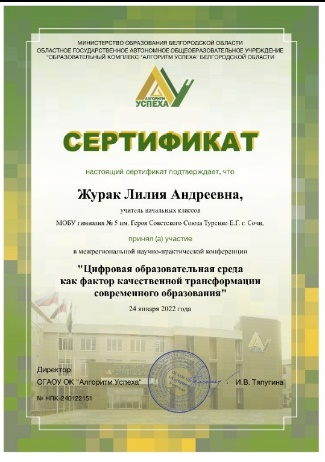 МИНИСТЕРСТВО ОБРАЗОВАНИЯ БЕЛГОРОДСКОЙ ОБЛАСТИ
ОБЛАСТНОЕ ГОСУДАРСТВЕННОЕ АВТОНОМНОЕ ОБЩЕОБРАЗОВАТЕЛЬНОЕ УЧРЕЖДЕНИЕ
"ОБРАЗОВАТЕЛЬНЫЙ КОМПЛЕКС "АЛГОРИТМ УСПЕХА" БЕЛГОРОДСКОЙ ОБЛАСТИ
АЛГОРИТМ
УСПЕХА
СЕРТИФИКАТ
настоящий сертификат подтверждает, что
Журак Лилия Андреевна,
учитель начальных классов
МОБУ гимназия № 5 им. Героя Советского Союза Туренко Е.Г. г. Сочи,
принял (а) участие
в межрегиональной научно-практической конференции
"Цифровая образовательная среда
как фактор качественной трансформации
современного образования"
24 января 2022 года
Директор
ОГАОУ ОК "Алгоритм Успеха"
И.В. Тяпугина
№ НПК-240122151